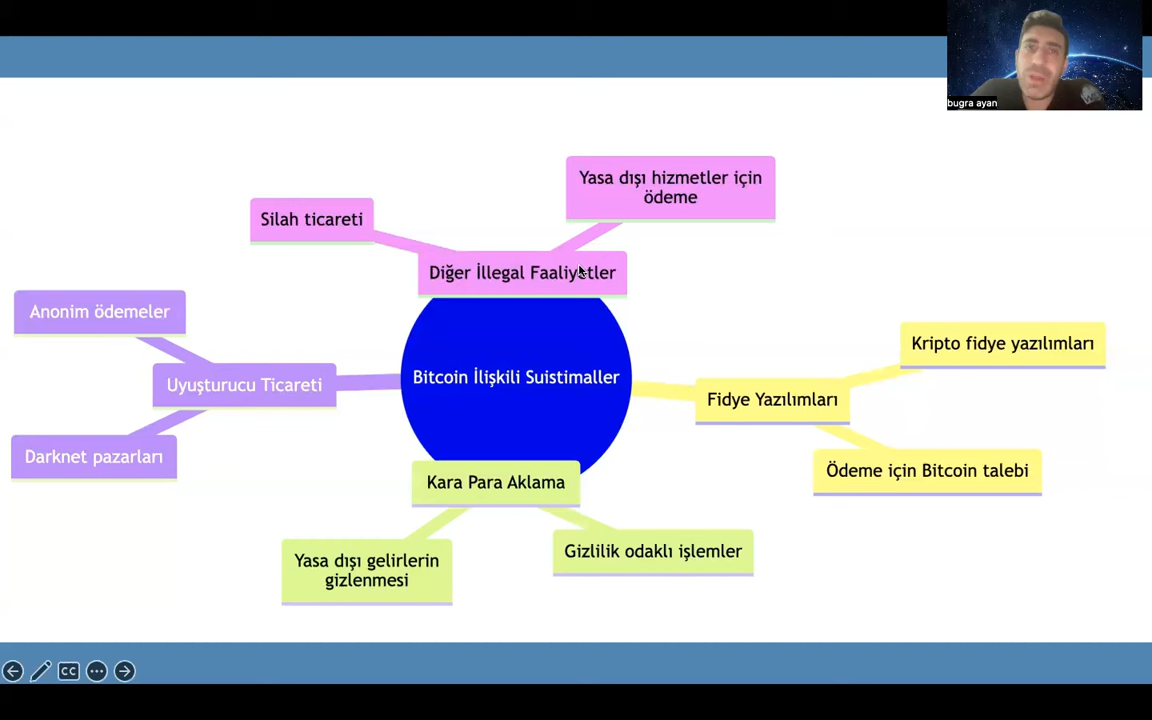 bugra ayan
Yasa dışı hizmetler için
ödeme
Silah ticareti
Diğer İllegal Faaliyetler
Anonim ödemeler
Uyuşturucu Ticareti
Darknet pazarları
Bitcoin İlişkili Suistimaller
Kripto fidye yazılımları
Fidye Yazılımları
Ödeme için Bitcoin talebi
Kara Para Aklama
Yasa dışı gelirlerin
gizlenmesi
Gizlilik odaklı işlemler
CC